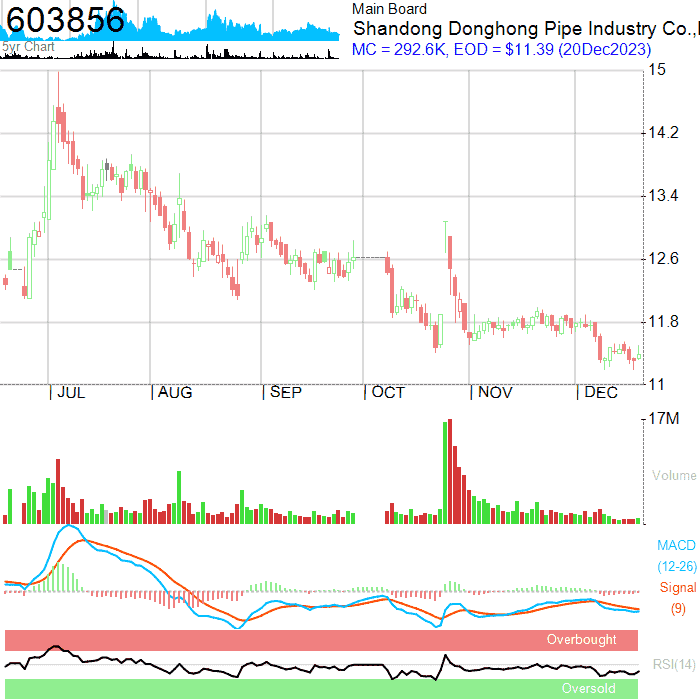 603856
5yr Chart
Main Board
Shandong Donghong Pipe Industry Co.,
MC = 292.6K, EOD = $11.39 (20Dec2023)
15
14.2
13.4
12.6
11.8
11
JUL AUG SEP OCT NOV DEC
17M
Volume
MACD
(12-26)
Signal
(9)
Overbought
RSI(14)
Oversold